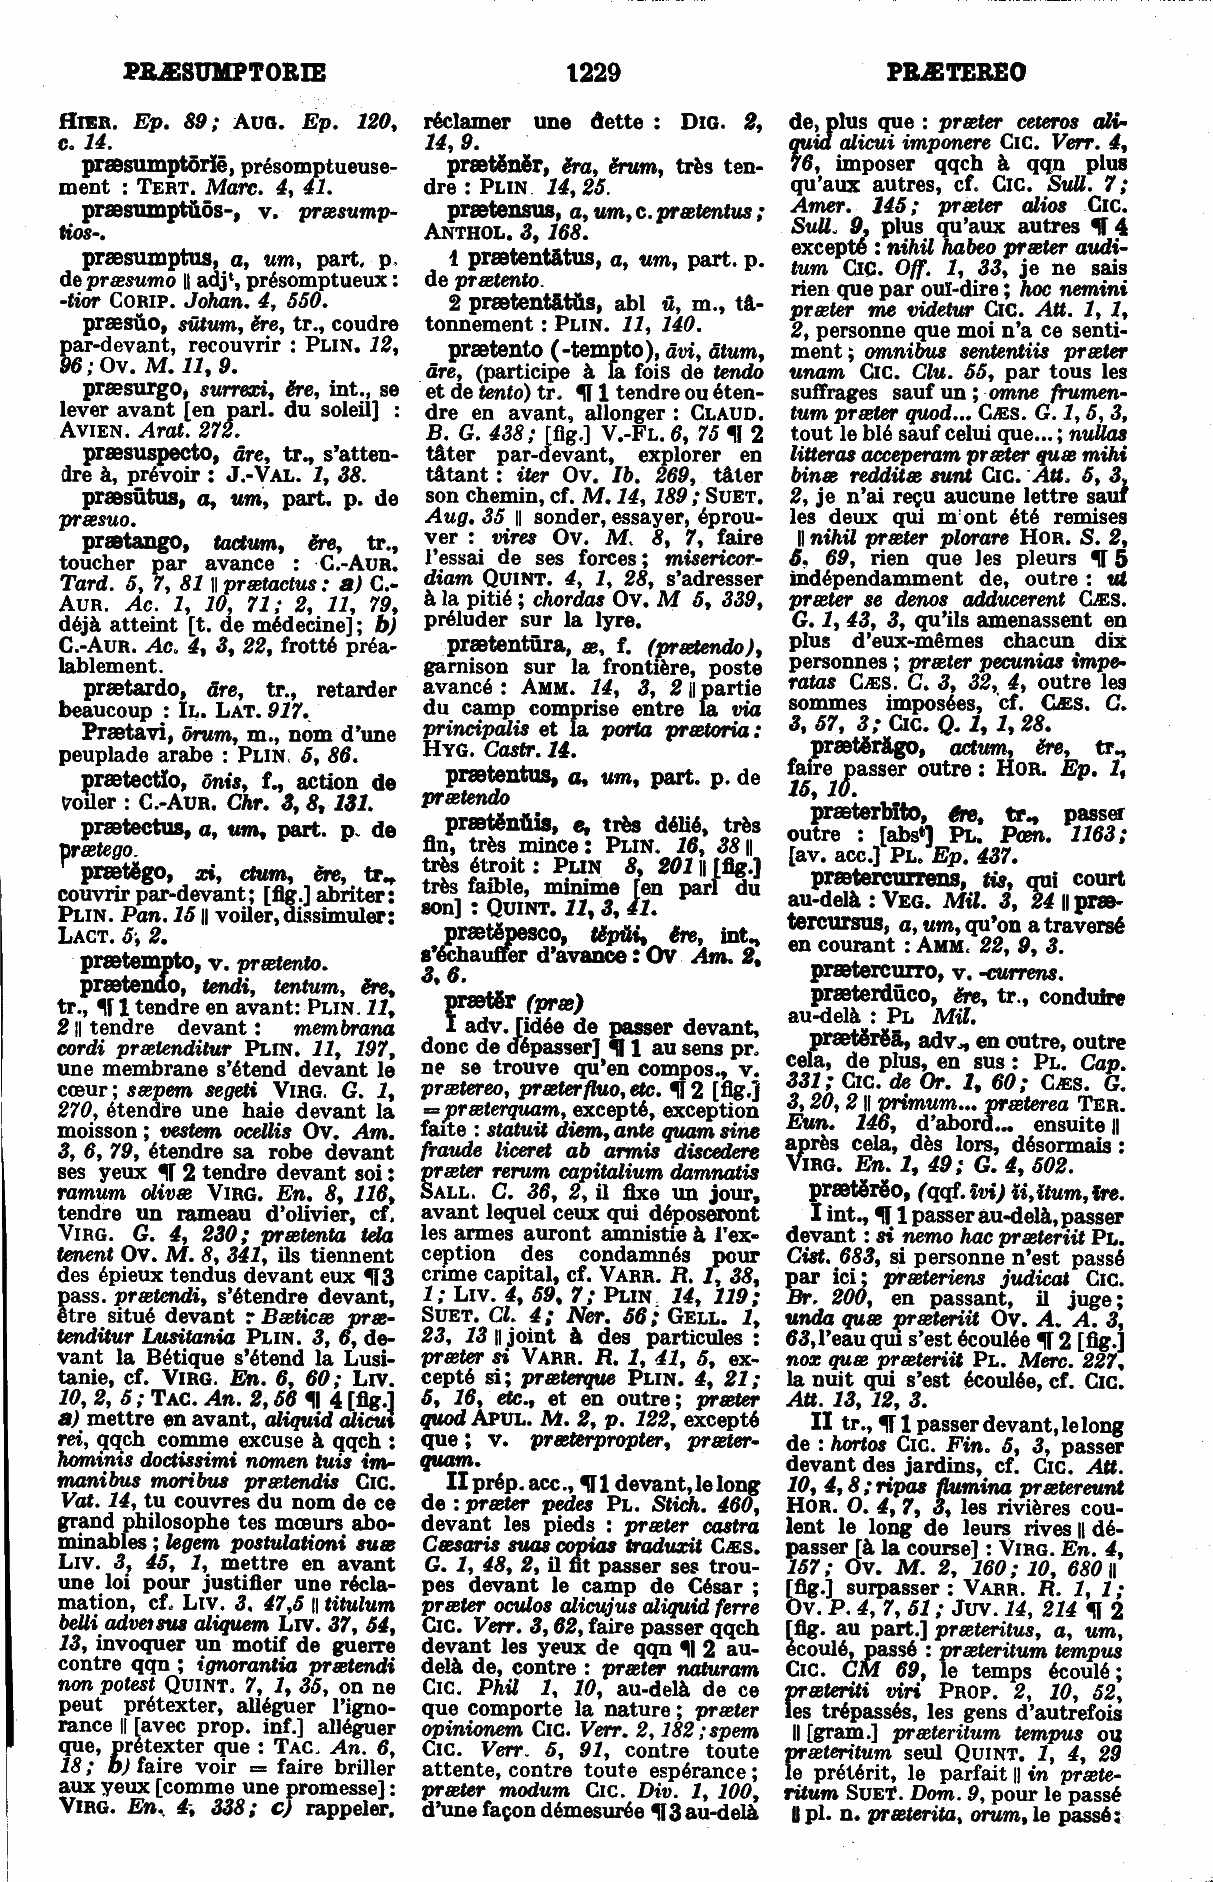 PRÆSUMPTORIE
1229
PRÆTEREO
HIER. Ep. 89; AUG. Ep. 120,
c. 14.
præsumptōrĭē, présomptueuse-
ment : TERT. Marc. 4, 41.
præsumptŭōs-, v. præsump-
tios-.
præsumptus, a, um, part. p.
de præsumo || adjᵗ, présomptueux :
-tior CORIP. Johan. 4, 550.
præsŭo, sūtum, ĕre, tr., coudre
par-devant, recouvrir : PLIN. 12,
96; OV. M. 11, 9.
præsurgo, surrexi, ĕre, int., se
lever avant [en parl. du soleil] :
AVIEN. Arat. 272.
præsuspecto, āre, tr., s'atten-
dre à, prévoir : J.-VAL. 1, 38.
præsūtus, a, um, part. p. de
præsuo.
prætango, tactum, ĕre, tr.,
toucher par avance : C.-AUR.
Tard. 5, 7, 81 || prætactus : a) C.-
AUR. Ac. 1, 10, 71; 2, 11, 79,
déjà atteint [t. de médecine]; b)
C.-AUR. Ac. 4, 3, 22, frotté préa-
lablement.
prætardo, āre, tr., retarder
beaucoup : IL. LAT. 917.
Prætavi, ōrum, m., nom d'une
peuplade arabe : PLIN. 5, 86.
prætectĭo, ōnis, f., action de
voiler : C.-AUR. Chr. 3, 8, 131.
prætectus, a, um, part. p. de
prætego.
prætĕgo, xi, ctum, ĕre, tr.,
couvrir par-devant; [fig.] abriter :
PLIN. Pan. 15 || voiler, dissimuler :
LACT. 5, 2.
prætempto, v. prætento.
prætendo, tendi, tentum, ĕre,
tr., ¶ 1 tendre en avant : PLIN. 11,
2 || tendre devant : membrana
cordi prætenditur PLIN. 11, 197,
une membrane s'étend devant le
cœur; sæpem segeti VIRG. G. 1,
270, étendre une haie devant la
moisson; vestem ocellis OV. Am.
3, 6, 79, étendre sa robe devant
ses yeux ¶ 2 tendre devant soi :
ramum olivæ VIRG. En. 8, 116,
tendre un rameau d'olivier, cf.
VIRG. G. 4, 230; prætenta tela
tenent OV. M. 8, 341, ils tiennent
des épieux tendus devant eux ¶ 3
pass. prætendi, s'étendre devant,
être situé devant : Bæticæ præ-
tenditur Lusitania PLIN. 3, 6, de-
vant la Bétique s'étend la Lusi-
tanie, cf. VIRG. En. 6, 60; LIV.
10, 2, 5; TAC. An. 2, 56 ¶ 4 [fig.]
a) mettre en avant, aliquid alicui
rei, qqch comme excuse à qqch :
hominis doctissimi nomen tuis im-
manibus moribus prætendis CIC.
Vat. 14, tu couvres du nom de ce
grand philosophe tes mœurs abo-
minables; legem postulationi suæ
LIV. 3, 45, 1, mettre en avant
une loi pour justifier une récla-
mation, cf. LIV. 3, 47, 5 || titulum
belli adversus aliquem LIV. 37, 54,
13, invoquer un motif de guerre
contre qqn; ignorantia prætendi
non potest QUINT. 7, 1, 35, on ne
peut prétexter, alléguer l'igno-
rance || [avec prop. inf.] alléguer
que, prétexter que : TAC. An. 6,
18; b) faire voir = faire briller
aux yeux [comme une promesse] :
VIRG. En. 4, 338; c) rappeler,
réclamer une dette : DIG. 2,
14, 9.
prætĕnĕr, ĕra, ĕrum, très ten-
dre : PLIN. 14, 25.
prætensus, a, um, c. prætentus;
ANTHOL. 3, 168.
1 prætentātus, a, um, part. p.
de prætento.
2 prætentātŭs, abl ū, m., tâ-
tonnement : PLIN. 11, 140.
prætento (-tempto), āvi, ātum,
āre, (participe à la fois de tendo
et de tento) tr. ¶ 1 tendre ou éten-
dre en avant, allonger : CLAUD.
B. G. 438; [fig.] V.-FL. 6, 75 ¶ 2
tâter par-devant, explorer en
tâtant : iter OV. Ib. 269, tâter
son chemin, cf. M. 14, 189; SUET.
Aug. 35 || sonder, essayer, éprou-
ver : vires OV. M. 8, 7, faire
l'essai de ses forces; misericor-
diam QUINT. 4, 1, 28, s'adresser
à la pitié; chordas OV. M 5, 339,
préluder sur la lyre.
prætentūra, æ, f. (prætendo),
garnison sur la frontière, poste
avancé : AMM. 14, 3, 2 || partie
du camp comprise entre la via
principalis et la porta prætoria :
HYG. Castr. 14.
prætentus, a, um, part. p. de
prætendo
prætĕnŭis, e, très délié, très
fin, très mince : PLIN. 16, 38 ||
très étroit : PLIN 8, 201 || [fig.]
très faible, minime [en parl du
son] : QUINT. 11, 3, 41.
prætĕpesco, tĕpŭi, ĕre, int.,
s'échauffer d'avance : OV Am. 2,
3, 6.
prætĕr (præ)
I adv. [idée de passer devant,
donc de dépasser] ¶ 1 au sens pr.
ne se trouve qu'en compos., v.
prætereo, præterfluo, etc. ¶ 2 [fig.]
= præterquam, excepté, exception
faite : statuit diem, ante quam sine
fraude liceret ab armis discedere
præter rerum capitalium damnatis
SALL. C. 36, 2, il fixe un jour,
avant lequel ceux qui déposeront
les armes auront amnistie à l'ex-
ception des condamnés pour
crime capital, cf. VARR. R. 1, 38,
1; LIV. 4, 59, 7; PLIN. 14, 119;
SUET. Cl. 4; Ner. 56; GELL. 1,
23, 13 || joint à des particules :
præter si VARR. R. 1, 41, 5, ex-
cepté si; præterque PLIN. 4, 21;
5, 16, etc., et en outre; præter
quod APUL. M. 2, p. 122, excepté
que; v. præterpropter, præter-
quam.
II prép. acc., ¶ 1 devant, le long
de : præter pedes PL. Stich. 460,
devant les pieds : præter castra
Cæsaris suas copias traduxit CÆS.
G. 1, 48, 2, il fit passer ses trou-
pes devant le camp de César;
præter oculos alicujus aliquid ferre
CIC. Verr. 3, 62, faire passer qqch
devant les yeux de qqn ¶ 2 au-
delà de, contre : præter naturam
CIC. Phil 1, 10, au-delà de ce
que comporte la nature; præter
opinionem CIC. Verr. 2, 182; spem
CIC. Verr. 5, 91, contre toute
attente, contre toute espérance;
præter modum CIC. Div. 1, 100,
d'une façon démesurée ¶ 3 au-delà
de, plus que : præter ceteros ali-
quid alicui imponere CIC. Verr. 4,
76, imposer qqch à qqn plus
qu'aux autres, cf. CIC. Sull. 7;
Amer. 145; præter alios CIC.
Sull. 9, plus qu'aux autres ¶ 4
excepté : nihil habeo præter audi-
tum CIC. Off. 1, 33, je ne sais
rien que par ouï-dire; hoc nemini
præter me videtur CIC. Att. 1, 1,
2, personne que moi n'a ce senti-
ment; omnibus sententiis præter
unam CIC. Clu. 55, par tous les
suffrages sauf un; omne frumen-
tum præter quod... CÆS. G. 1, 5, 3,
tout le blé sauf celui que...; nullas
litteras acceperam præter quæ mihi
binæ redditæ sunt CIC. Att. 5, 3,
2, je n'ai reçu aucune lettre sauf
les deux qui m'ont été remises
|| nihil præter plorare HOR. S. 2,
5, 69, rien que les pleurs ¶ 5
indépendamment de, outre : ut
præter se denos adducerent CÆS.
G. 1, 43, 3, qu'ils amenassent en
plus d'eux-mêmes chacun dix
personnes; præter pecunias impe-
ratas CÆS. C. 3, 32, 4, outre les
sommes imposées, cf. CÆS. C.
3, 57, 3; CIC. Q. 1, 1, 28.
prætĕrăgo, actum, ĕre, tr.,
faire passer outre : HOR. Ep. 1,
15, 10.
præterbīto, ĕre, tr., passer
outre : [absᵗ] PL. Pœn. 1163;
[av. acc.] PL. Ep. 437.
prætercurrens, tis, qui court
au-delà : VEG. Mil. 3, 24 || præ-
tercursus, a, um, qu'on a traversé
en courant : AMM. 22, 9, 3.
prætercurro, v. -currens.
præterdūco, ĕre, tr., conduire
au-delà : PL Mil.
prætĕrĕā, adv., en outre, outre
cela, de plus, en sus : PL. Cap.
331; CIC. de Or. 1, 60; CÆS. G.
3, 20, 2 || primum... præterea TER.
Eun. 146, d'abord... ensuite ||
après cela, dès lors, désormais :
VIRG. En. 1, 49; G. 4, 502.
prætĕrĕo, (qqf. īvi) ĭi, ĭtum, īre.
I int., ¶ 1 passer au-delà, passer
devant : si nemo hac præteriit PL.
Cist. 683, si personne n'est passé
par ici; præteriens judicat CIC.
Br. 200, en passant, il juge;
unda quæ præteriit OV. A. A. 3,
63, l'eau qui s'est écoulée ¶ 2 [fig.]
nox quæ præteriit PL. Merc. 227,
la nuit qui s'est écoulée, cf. CIC.
Att. 13, 12, 3.
II tr., ¶ 1 passer devant, le long
de : hortos CIC. Fin. 5, 3, passer
devant des jardins, cf. CIC. Att.
10, 4, 8; ripas flumina prætereunt
HOR. O. 4, 7, 3, les rivières cou-
lent le long de leurs rives || dé-
passer [à la course] : VIRG. En. 4,
157; OV. M. 2, 160; 10, 680 ||
[fig.] surpasser : VARR. R. 1, 1;
OV. P. 4, 7, 51; JUV. 14, 214 ¶ 2
[fig. au part.] præteritus, a, um,
écoulé, passé : præteritum tempus
CIC. CM 69, le temps écoulé;
præteriti viri PROP. 2, 10, 52,
les trépassés, les gens d'autrefois
|| [gram.] præteritum tempus ou
præteritum seul QUINT. 1, 4, 29
le prétérit, le parfait || in præte-
ritum SUET. Dom. 9, pour le passé
|| pl. n. præterita, orum, le passé :